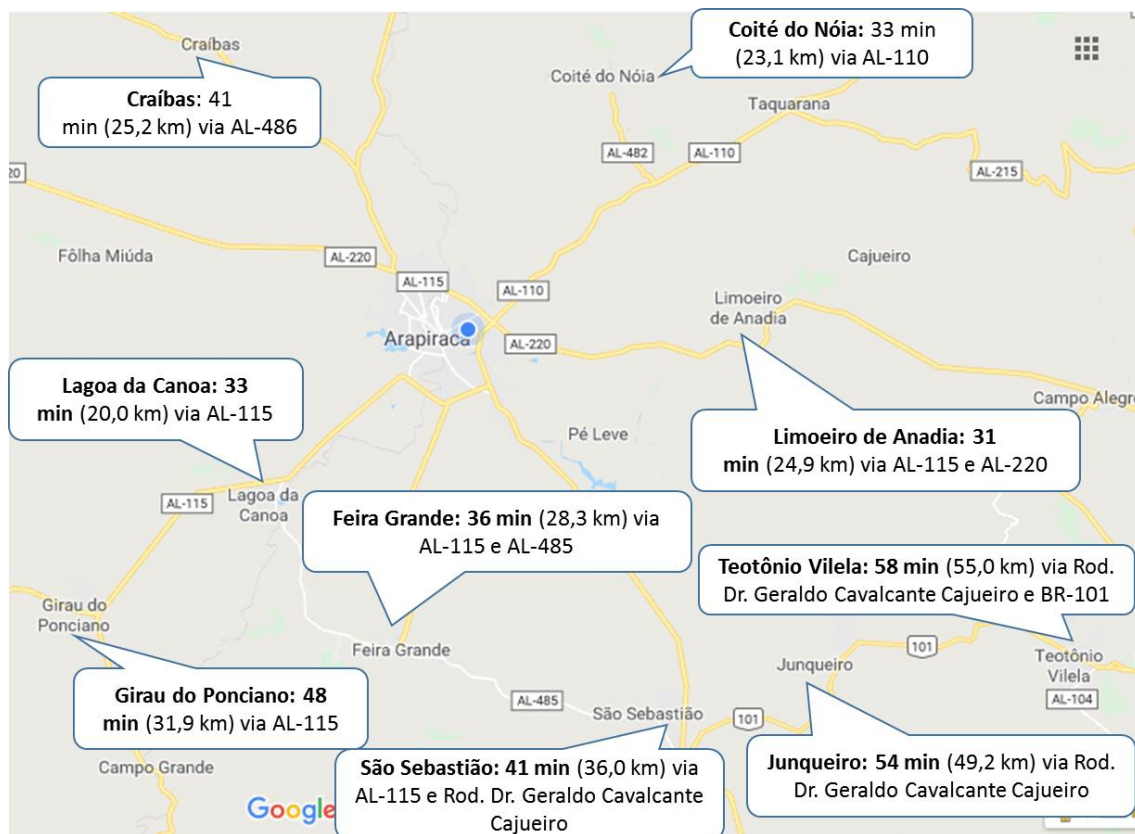 Coité do Nóia: 33 min
(23,1 km) via AL-110
Craíbas
Coité do Nóia
Craíbas: 41
min (25,2 km) via AL-486
Taquarana
AL-482
AL-110
20
AL-215
Fôlha Miúda
AL-220
Cajueiro
AL-115
AL-110
Limoeiro
de Anadia
Arapiraca
AL-220
Lagoa da Canoa: 33
min (20,0 km) via AL-115
Campo Alegre
Pé Leve
Limoeiro de Anadia: 31
min (24,9 km) via AL-115 e AL-220
AL-115
Lagoa da
Canoa
Feira Grande: 36 min (28,3 km) via
AL-115 e AL-485
Teotônio Vilela: 58 min (55,0 km) via Rod.
Dr. Geraldo Cavalcante Cajueiro e BR-101
Girau do
Ponciano
Feira Grande
101
Junqueiro
Teotônio
Vilela
Girau do Ponciano: 48
min (31,9 km) via AL-115
AL-485
São Sebastião
101
AL-104
Campo Grande
São Sebastião: 41 min (36,0 km) via
AL-115 e Rod. Dr. Geraldo Cavalcante
Cajueiro
Junqueiro: 54 min (49,2 km) via Rod.
Dr. Geraldo Cavalcante Cajueiro
Google